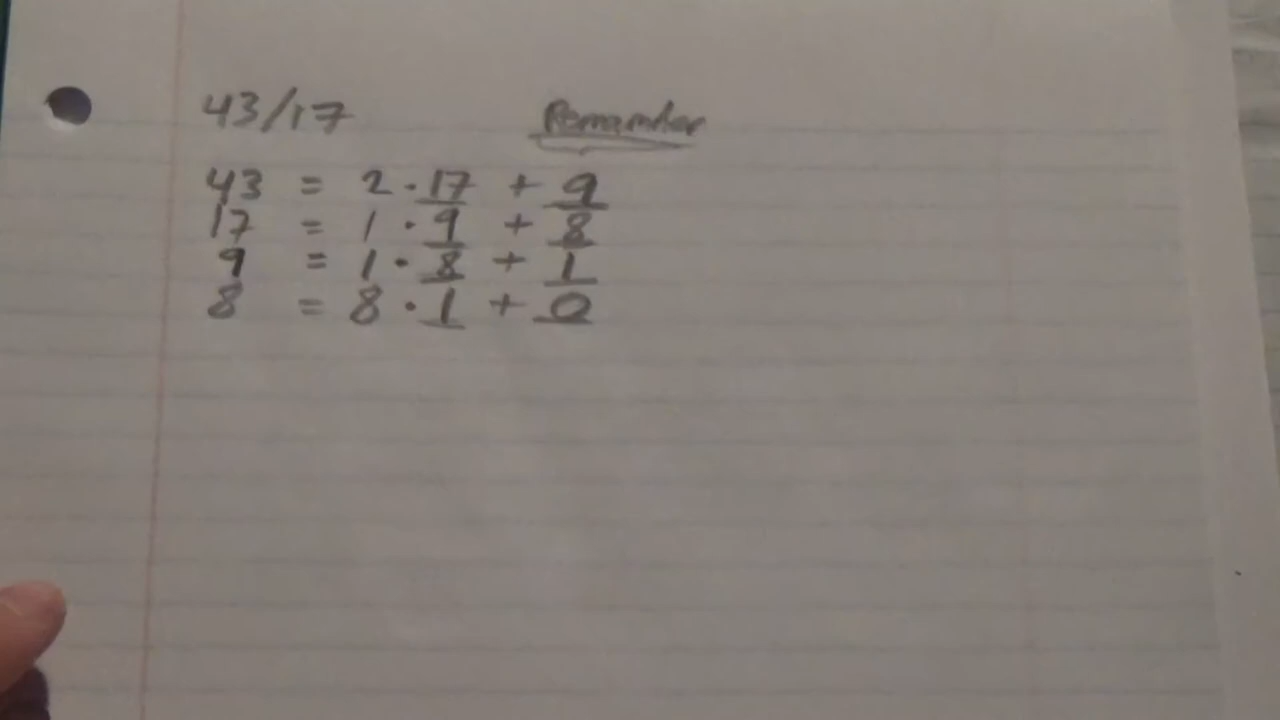 43/17 Remainder
43 = 2 · 17 + 9
17 = 1 · 9 + 8
9 = 1 · 8 + 1
8 = 8 · 1 + 0